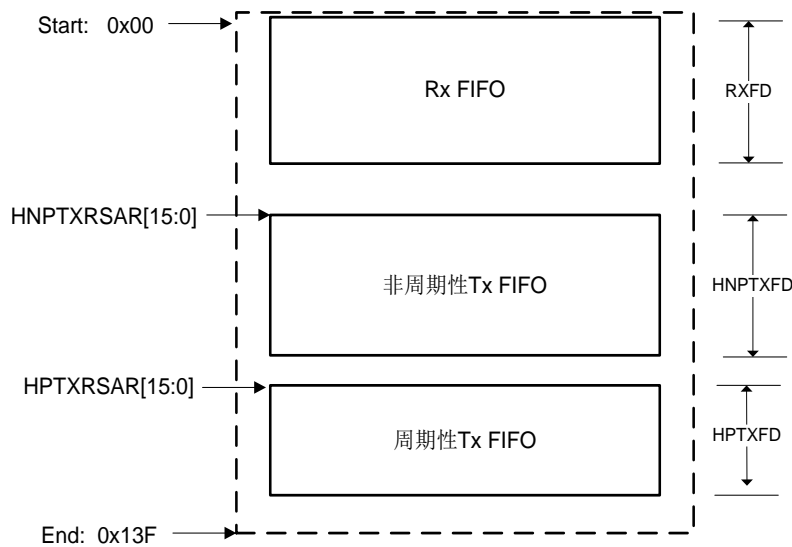 Start: 0x00
Rx FIFO
RXFD
HNPTXRSAR[15:0]
非周期性Tx FIFO
HNPTXFD
HPTXRSAR[15:0]
周期性Tx FIFO
HPTXFD
End: 0x13F